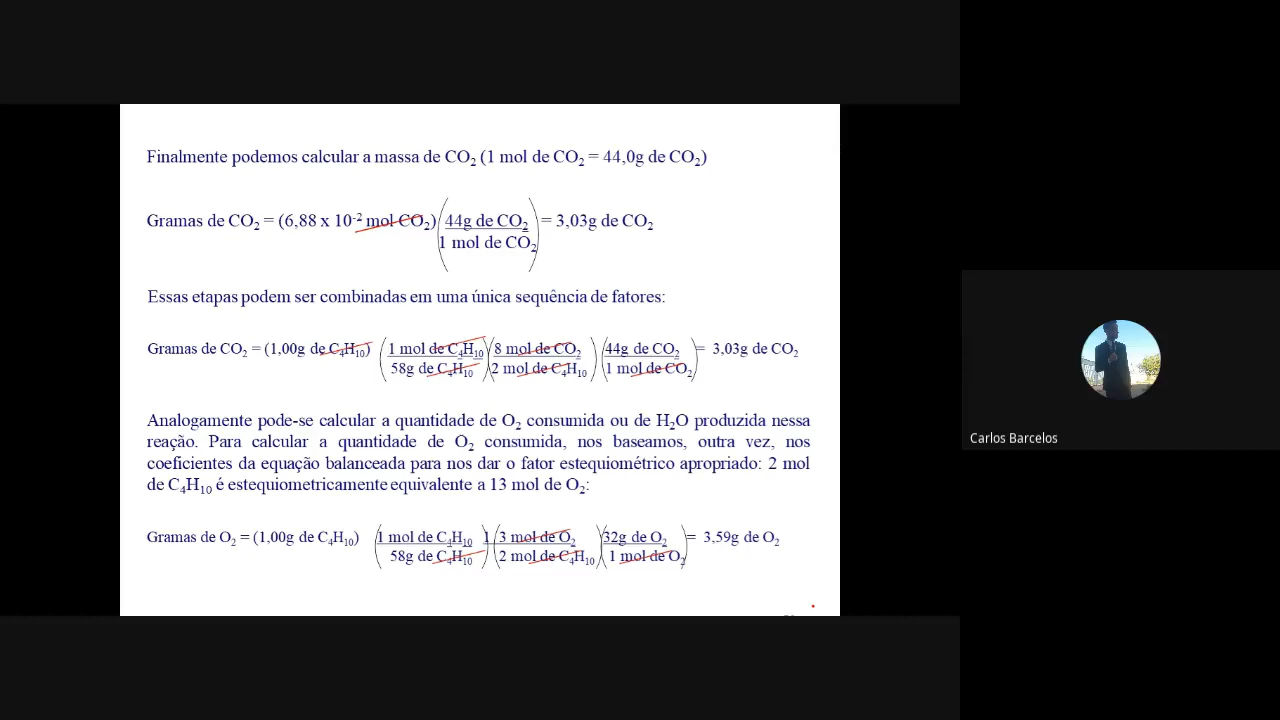 Finalmente podemos calcular a massa de CO₂ (1 mol de CO₂ = 44,0g de CO₂)
Gramas de CO₂ = (6,88 x 10⁻² mol CO₂) (44g de CO₂ = 3,03g de CO₂
1 mol de CO₂)
Essas etapas podem ser combinadas em uma única sequência de fatores:
Gramas de CO₂ = (1,00g de C₄H₁₀) (1 mol de C₄H₁₀) (8 mol de CO₂) (44g de CO₂) = 3,03g de CO₂
58g de C₄H₁₀ 2 mol de C₄H₁₀ 1 mol de CO₂
Analogamente pode-se calcular a quantidade de O₂ consumida ou de H₂O produzida nessa
reação. Para calcular a quantidade de O₂ consumida, nos baseamos, outra vez, nos
coeficientes da equação balanceada para nos dar o fator estequiométrico apropriado: 2 mol
de C₄H₁₀ é estequiometricamente equivalente a 13 mol de O₂:
Gramas de O₂ = (1,00g de C₄H₁₀) (1 mol de C₄H₁₀) (13 mol de O₂) (32g de O₂) = 3,59g de O₂
58g de C₄H₁₀ 2 mol de C₄H₁₀ 1 mol de O₂
Carlos Barcelos